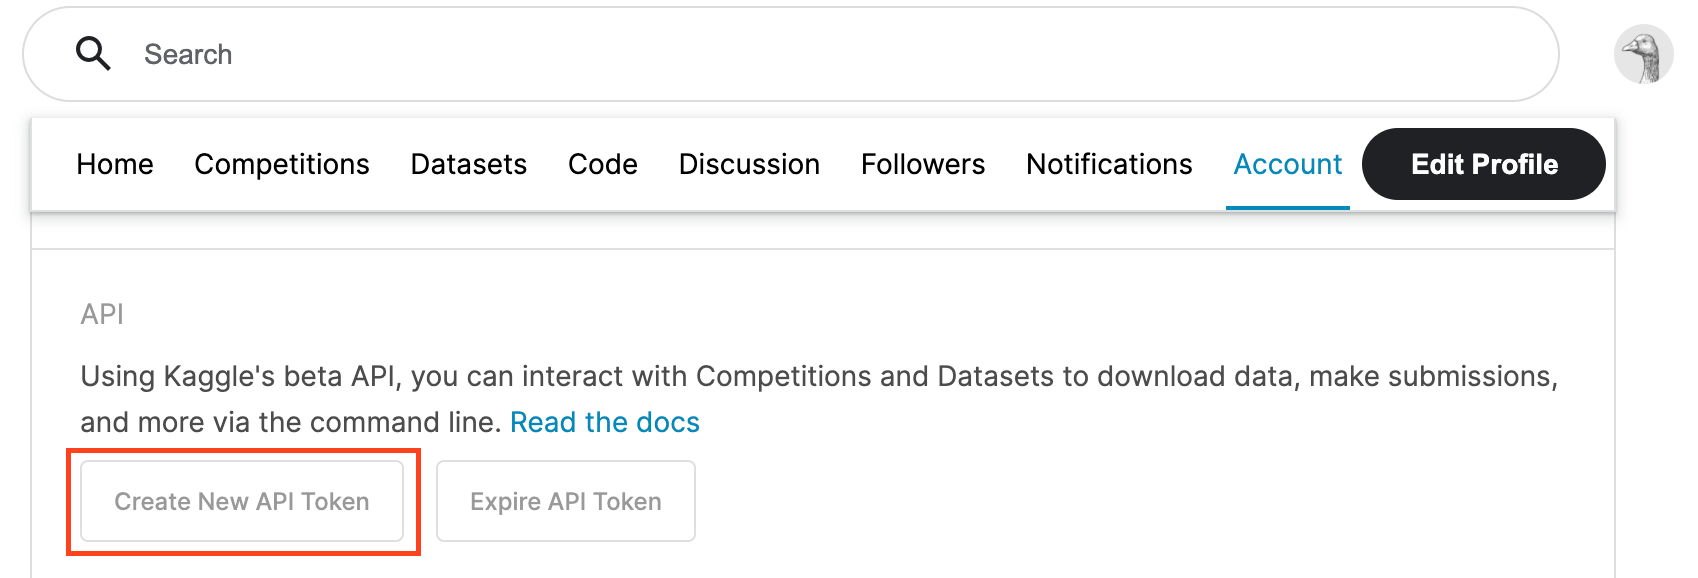 Search
Home Competitions Datasets Code Discussion Followers Notifications Account Edit Profile
API
Using Kaggle's beta API, you can interact with Competitions and Datasets to download data, make submissions,
and more via the command line. Read the docs
Create New API Token Expire API Token